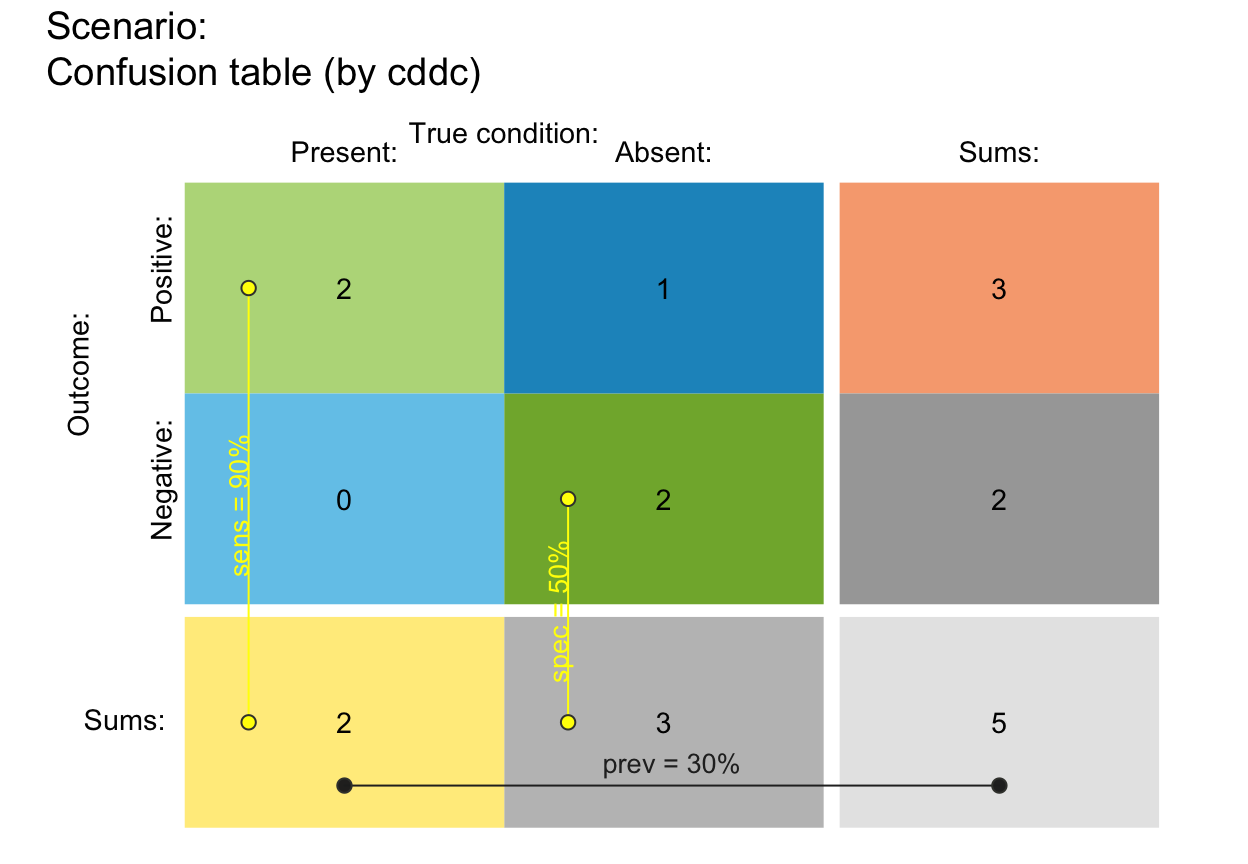 Scenario:
Confusion table (by cddc)
True condition:
Present:
Absent:
Sums:
Outcome:
Positive:
2
1
3
Negative:
sens = 90%
0
spec = 50%
2
2
Sums:
2
3
5
prev = 30%